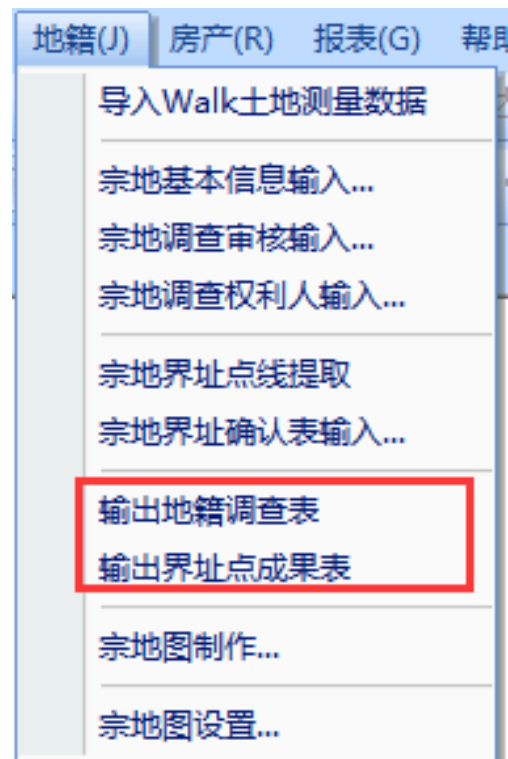 地籍(J) 房产(R) 报表(G) 帮
导入Walk土地测量数据
宗地基本信息输入...
宗地调查审核输入...
宗地调查权利人输入...
宗地界址点线提取
宗地界址确认表输入...
输出地籍调查表
输出界址点成果表
宗地图制作...
宗地图设置...